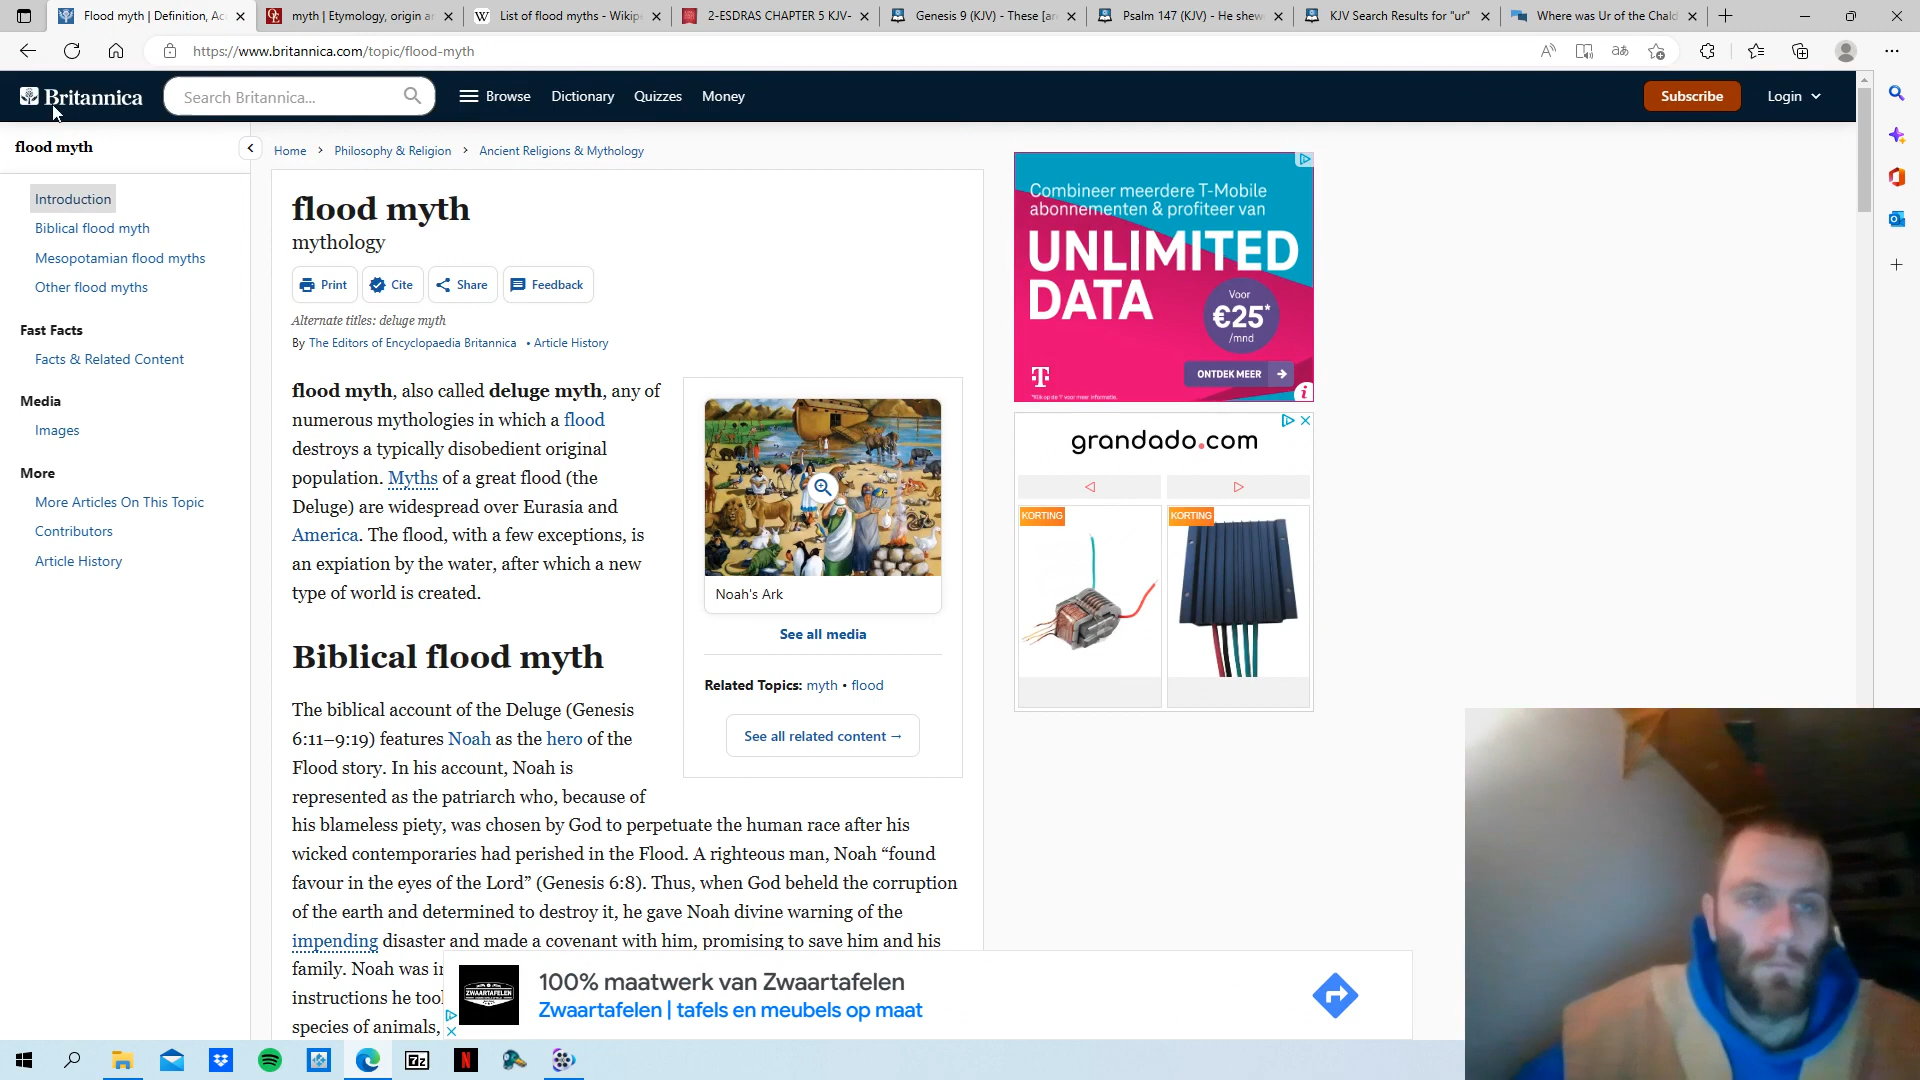 Flood myth | Definition, Ac
myth | Etymology, origin a
List of flood myths - Wikip
2-ESDRAS CHAPTER 5 KJV-
Genesis 9 (KJV) - These [ar
Psalm 147 (KJV) - He shew
KJV Search Results for "ur"
Where was Ur of the Chald
https://www.britannica.com/topic/flood-myth
Britannica
Search Britannica...
Browse
Dictionary
Quizzes
Money
Subscribe
Login
flood myth
Introduction
Biblical flood myth
Mesopotamian flood myths
Other flood myths
Fast Facts
Facts & Related Content
Media
Images
More
More Articles On This Topic
Contributors
Article History
Home > Philosophy & Religion > Ancient Religions & Mythology
flood myth
mythology
Print
Cite
Share
Feedback
Alternate titles: deluge myth
By The Editors of Encyclopaedia Britannica • Article History
flood myth, also called deluge myth, any of
numerous mythologies in which a flood
destroys a typically disobedient original
population. Myths of a great flood (the
Deluge) are widespread over Eurasia and
America. The flood, with a few exceptions, is
an expiation by the water, after which a new
type of world is created.
Noah's Ark
See all media
Related Topics: myth • flood
See all related content →
Biblical flood myth
The biblical account of the Deluge (Genesis
6:11–9:19) features Noah as the hero of the
Flood story. In his account, Noah is
represented as the patriarch who, because of
his blameless piety, was chosen by God to perpetuate the human race after his
wicked contemporaries had perished in the Flood. A righteous man, Noah “found
favour in the eyes of the Lord” (Genesis 6:8). Thus, when God beheld the corruption
of the earth and determined to destroy it, he gave Noah divine warning of the
impending disaster and made a covenant with him, promising to save him and his
family. Noah was in
instructions he tool
species of animals,
Combineer meerdere T-Mobile
abonnementen & profiteer van
UNLIMITED
DATA
Voor
€25*
/mnd
T
ONTDEK MEER
*Klik op de 'i' voor meer informatie.
grandado.com
KORTING
KORTING
ZWAARTAFELEN
100% maatwerk van Zwaartafelen
Zwaartafelen | tafels en meubels op maat
7z
N